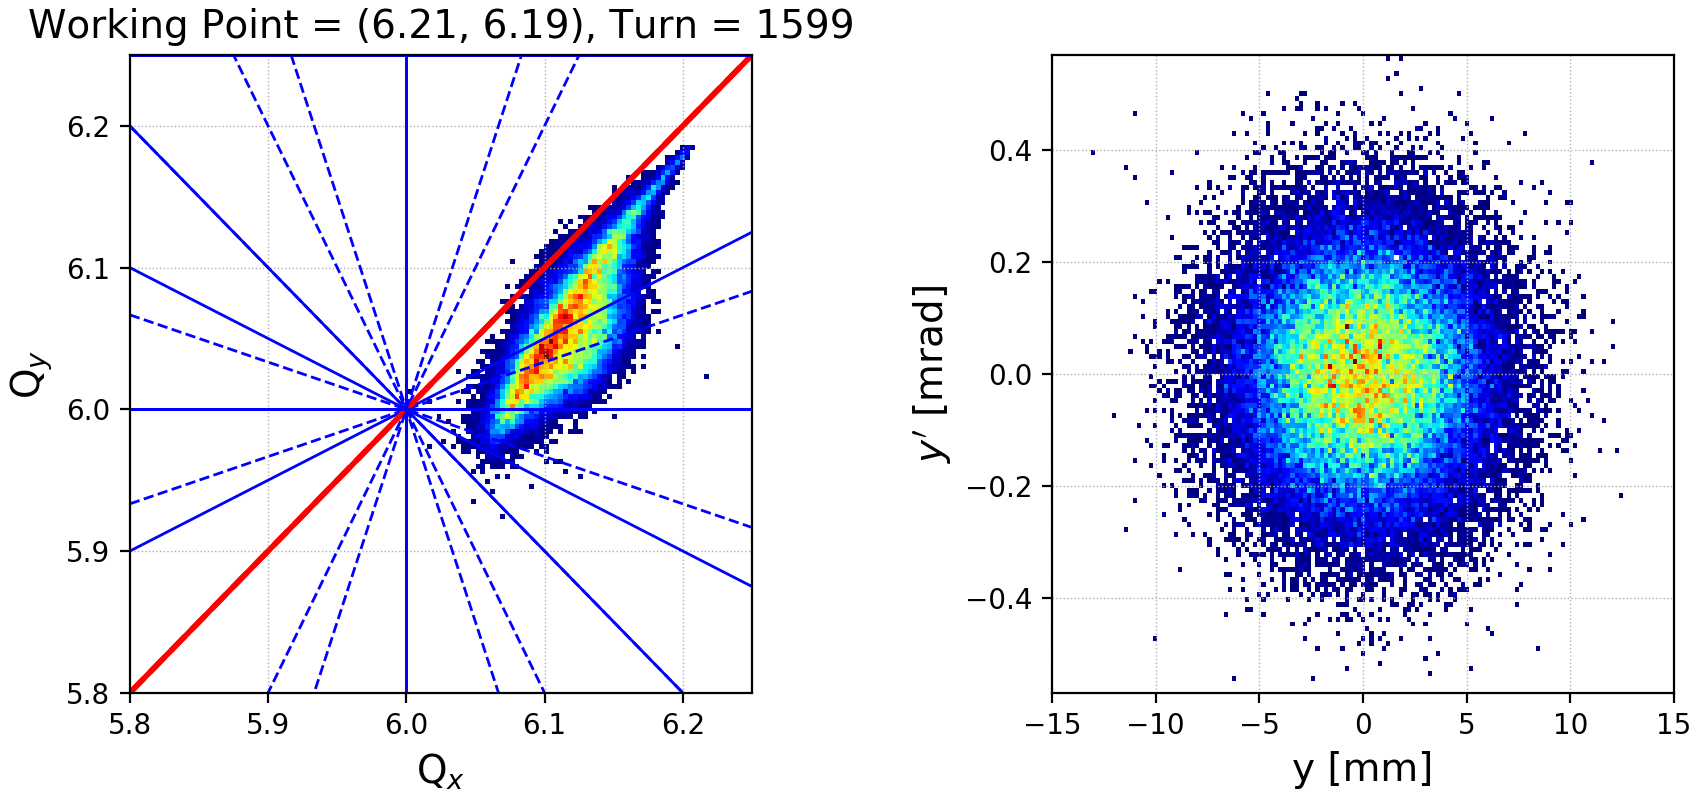 Working Point = (6.21, 6.19), Turn = 1599
6.2
6.1
6.0
5.9
5.8
Q_y
5.8 5.9 6.0 6.1 6.2
Q_x
0.4
0.2
0.0
−0.2
−0.4
y′ [mrad]
−15 −10 −5 0 5 10 15
y [mm]